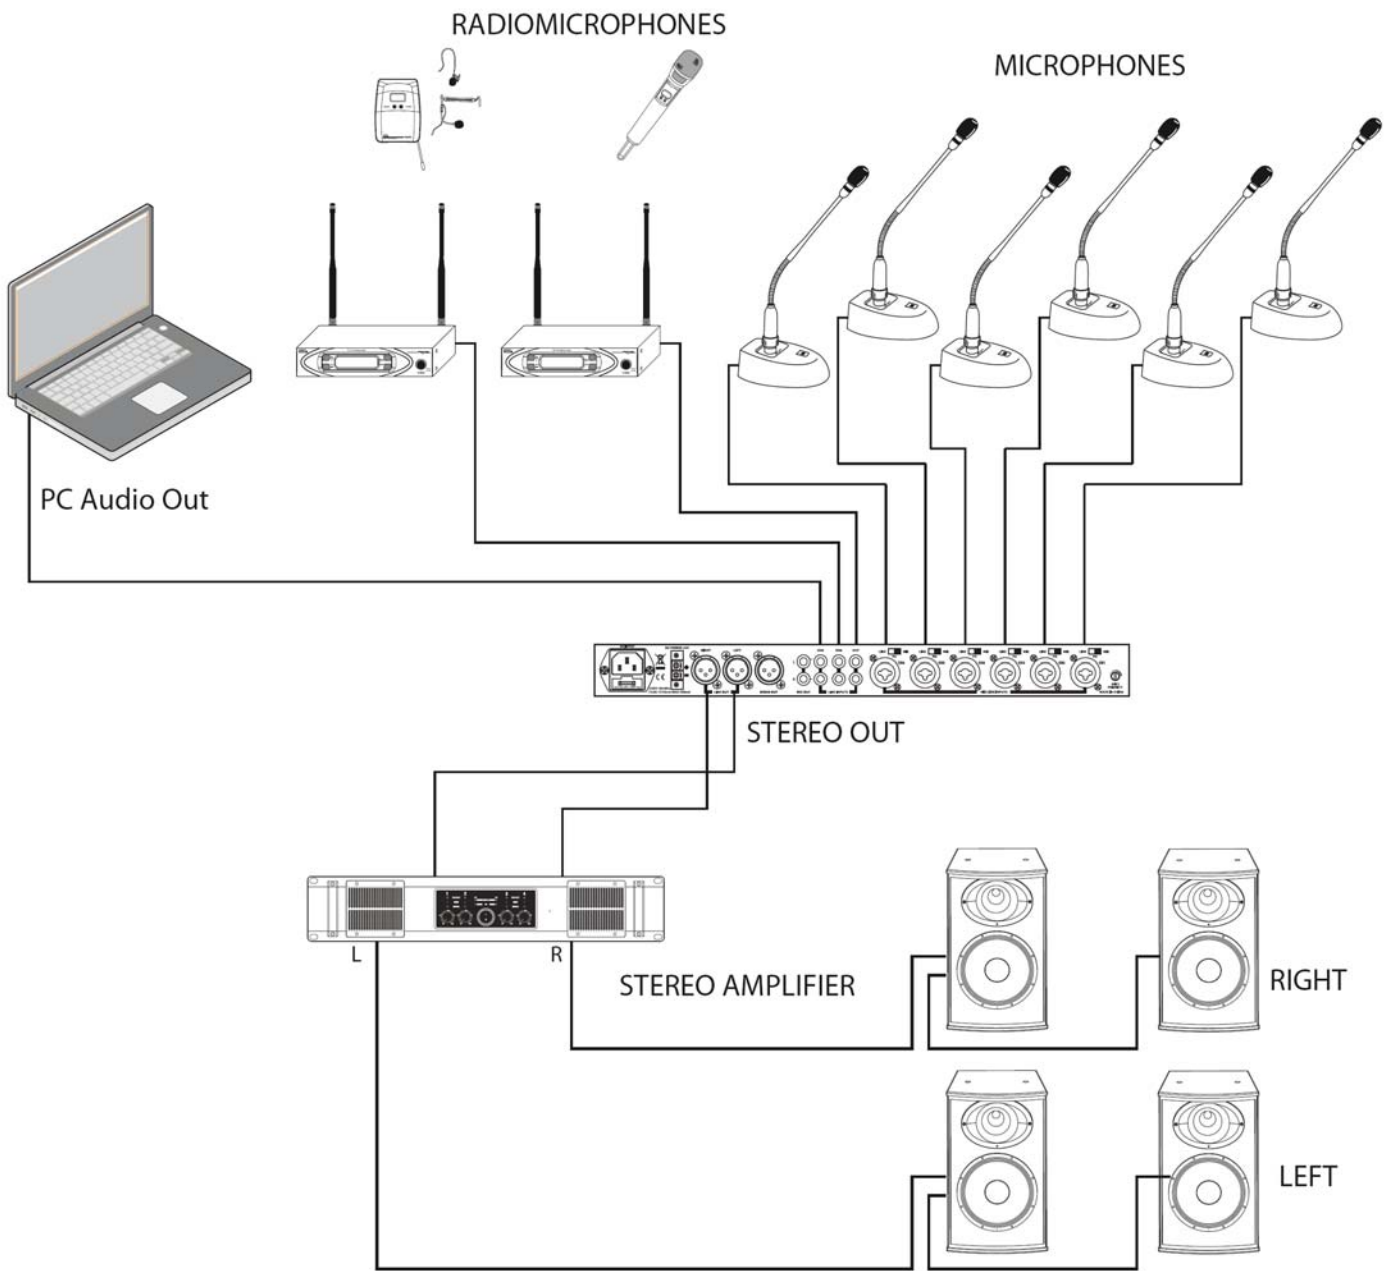 RADIOMICROPHONES
MICROPHONES
PC Audio Out
STEREO OUT
L
R
STEREO AMPLIFIER
RIGHT
LEFT